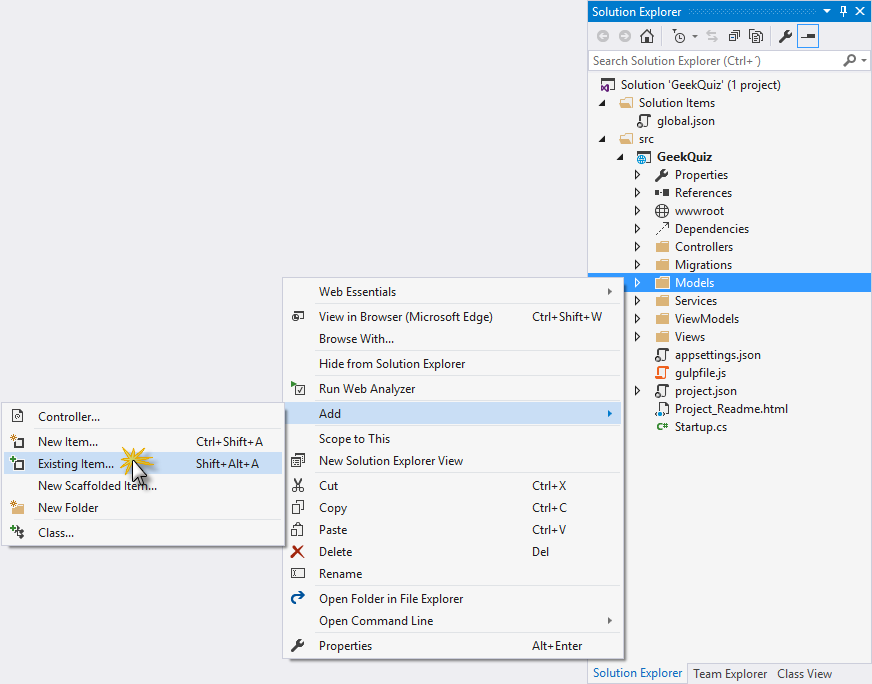 Solution Explorer
Search Solution Explorer (Ctrl+´)
Solution 'GeekQuiz' (1 project)
Solution Items
global.json
src
GeekQuiz
Properties
References
wwwroot
Dependencies
Controllers
Migrations
Models
Services
ViewModels
Views
appsettings.json
gulpfile.js
project.json
Project_Readme.html
Startup.cs
Web Essentials
View in Browser (Microsoft Edge) Ctrl+Shift+W
Browse With...
Hide from Solution Explorer
Run Web Analyzer
Add
Scope to This
New Solution Explorer View
Cut Ctrl+X
Copy Ctrl+C
Paste Ctrl+V
Delete Del
Rename
Open Folder in File Explorer
Open Command Line
Properties Alt+Enter
Controller...
New Item... Ctrl+Shift+A
Existing Item... Shift+Alt+A
New Scaffolded Item...
New Folder
Class...
Solution Explorer Team Explorer Class View